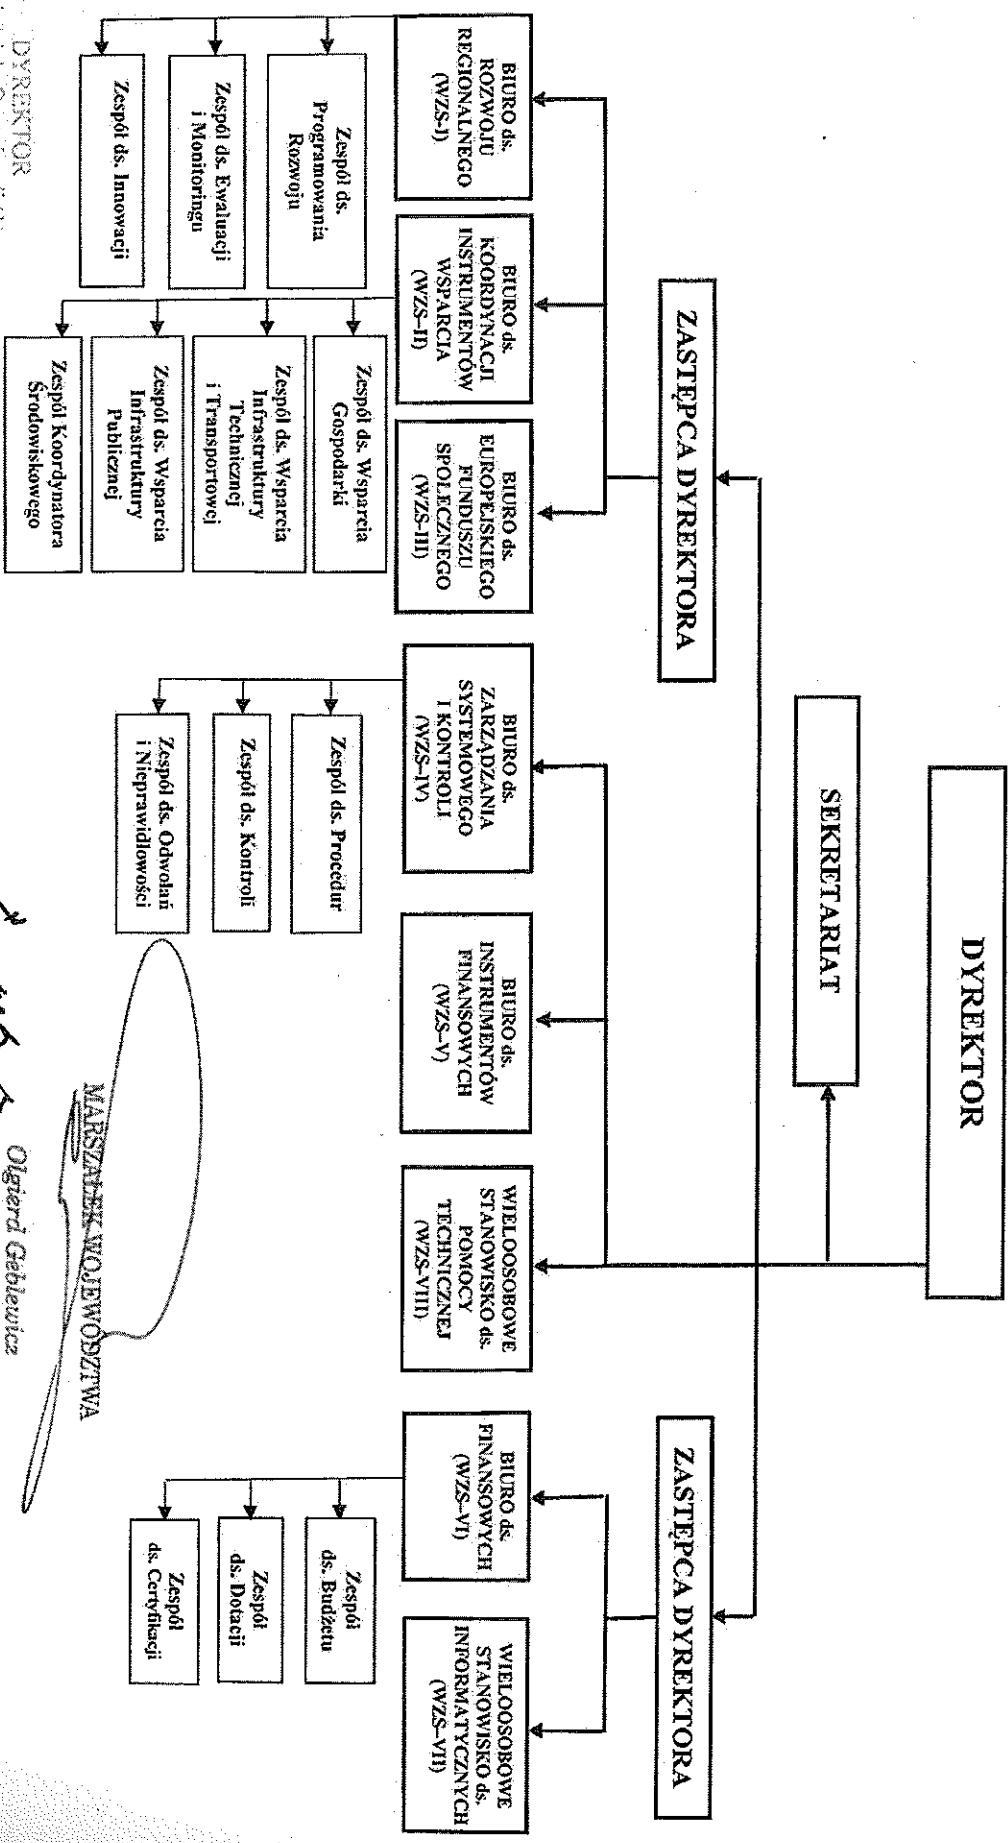 DYREKTOR
SEKRETARIAT
ZASTĘPCA DYREKTORA
ZASTĘPCA DYREKTORA
BIURO ds.
ROZWOJU
REGIONALNEGO
(WZS-I)
BIURO ds.
KOORDYNACJI
INSTRUMENTÓW
WSPARCIA
(WZS–II)
BIURO ds.
EUROPEJSKIEGO
FUNDUSZU
SPOŁECZNEGO
(WZS-III)
BIURO ds.
ZARZĄDZANIA
SYSTEMOWEGO
I KONTROLI
(WZS–IV)
BIURO ds.
INSTRUMENTÓW
FINANSOWYCH
(WZS–V)
WIELOOSOBOWE
STANOWISKO ds.
POMOCY
TECHNICZNEJ
(WZS-VIII)
BIURO ds.
FINANSOWYCH
(WZS–VI)
WIELOOSOBOWE
STANOWISKO ds.
INFORMATYCZNYCH
(WZS–VII)
Zespół ds.
Programowania
Rozwoju
Zespół ds. Ewaluacji
i Monitoringu
Zespół ds. Innowacji
Zespół ds. Wsparcia
Gospodarki
Zespół ds. Wsparcia
Infrastruktury
Technicznej
i Transportowej
Zespół ds. Wsparcia
Infrastruktury
Publicznej
Zespół Koordynatora
Środowiskowego
Zespół ds. Procedur
Zespół ds. Kontroli
Zespół ds. Odwołań
i Nieprawidłowości
Zespół
ds. Budżetu
Zespół
ds. Dotacji
Zespół
ds. Certyfikacji
DYREKTOR
MARSZAŁEK WOJEWÓDZTWA
Olgierd Geblewicz